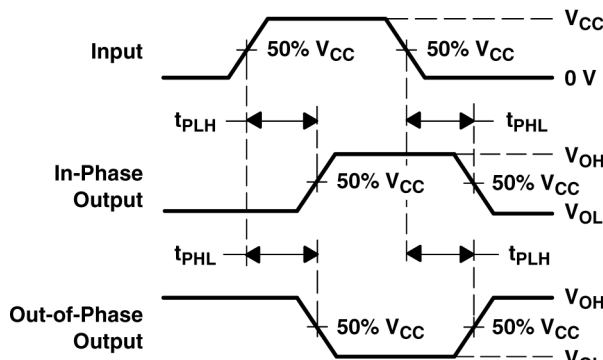 Input
50% VCC
50% VCC
VCC
0 V
tPLH
tPHL
In-Phase
Output
50% VCC
50% VCC
VOH
VOL
tPHL
tPLH
Out-of-Phase
Output
50% VCC
50% VCC
VOH
VOL